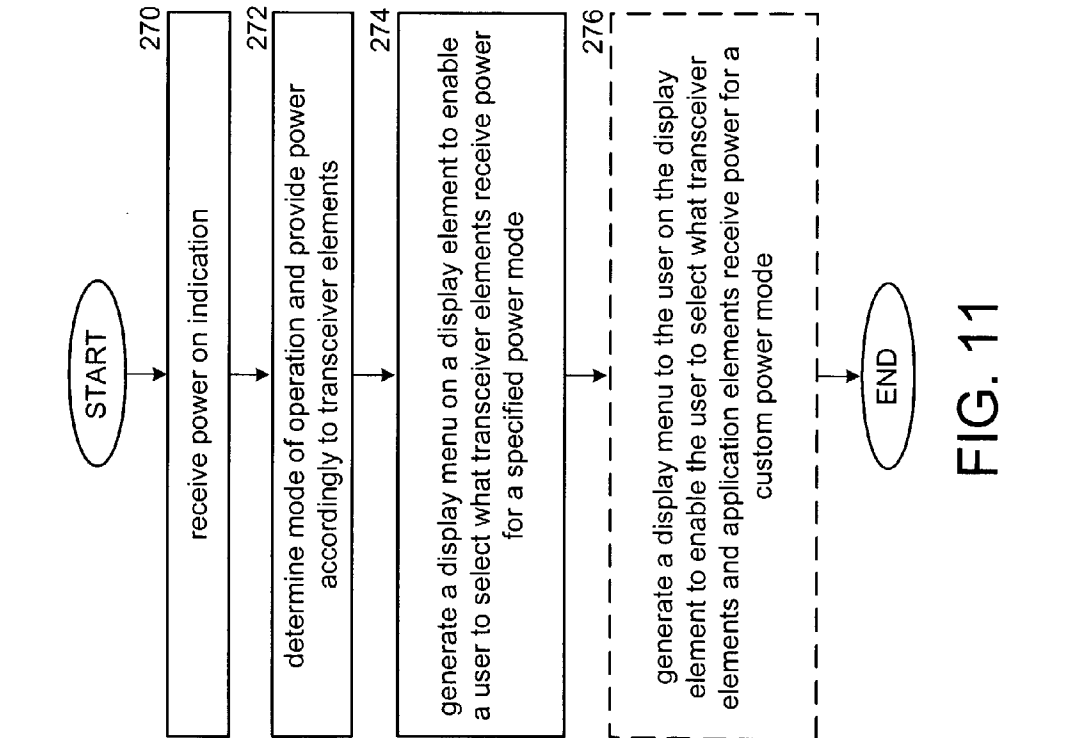 START
270
receive power on indication
272
determine mode of operation and provide power
accordingly to transceiver elements
274
generate a display menu on a display element to enable
a user to select what transceiver elements receive power
for a specified power mode
276
generate a display menu to the user on the display
element to enable the user to select what transceiver
elements and application elements receive power for a
custom power mode
END
FIG. 11